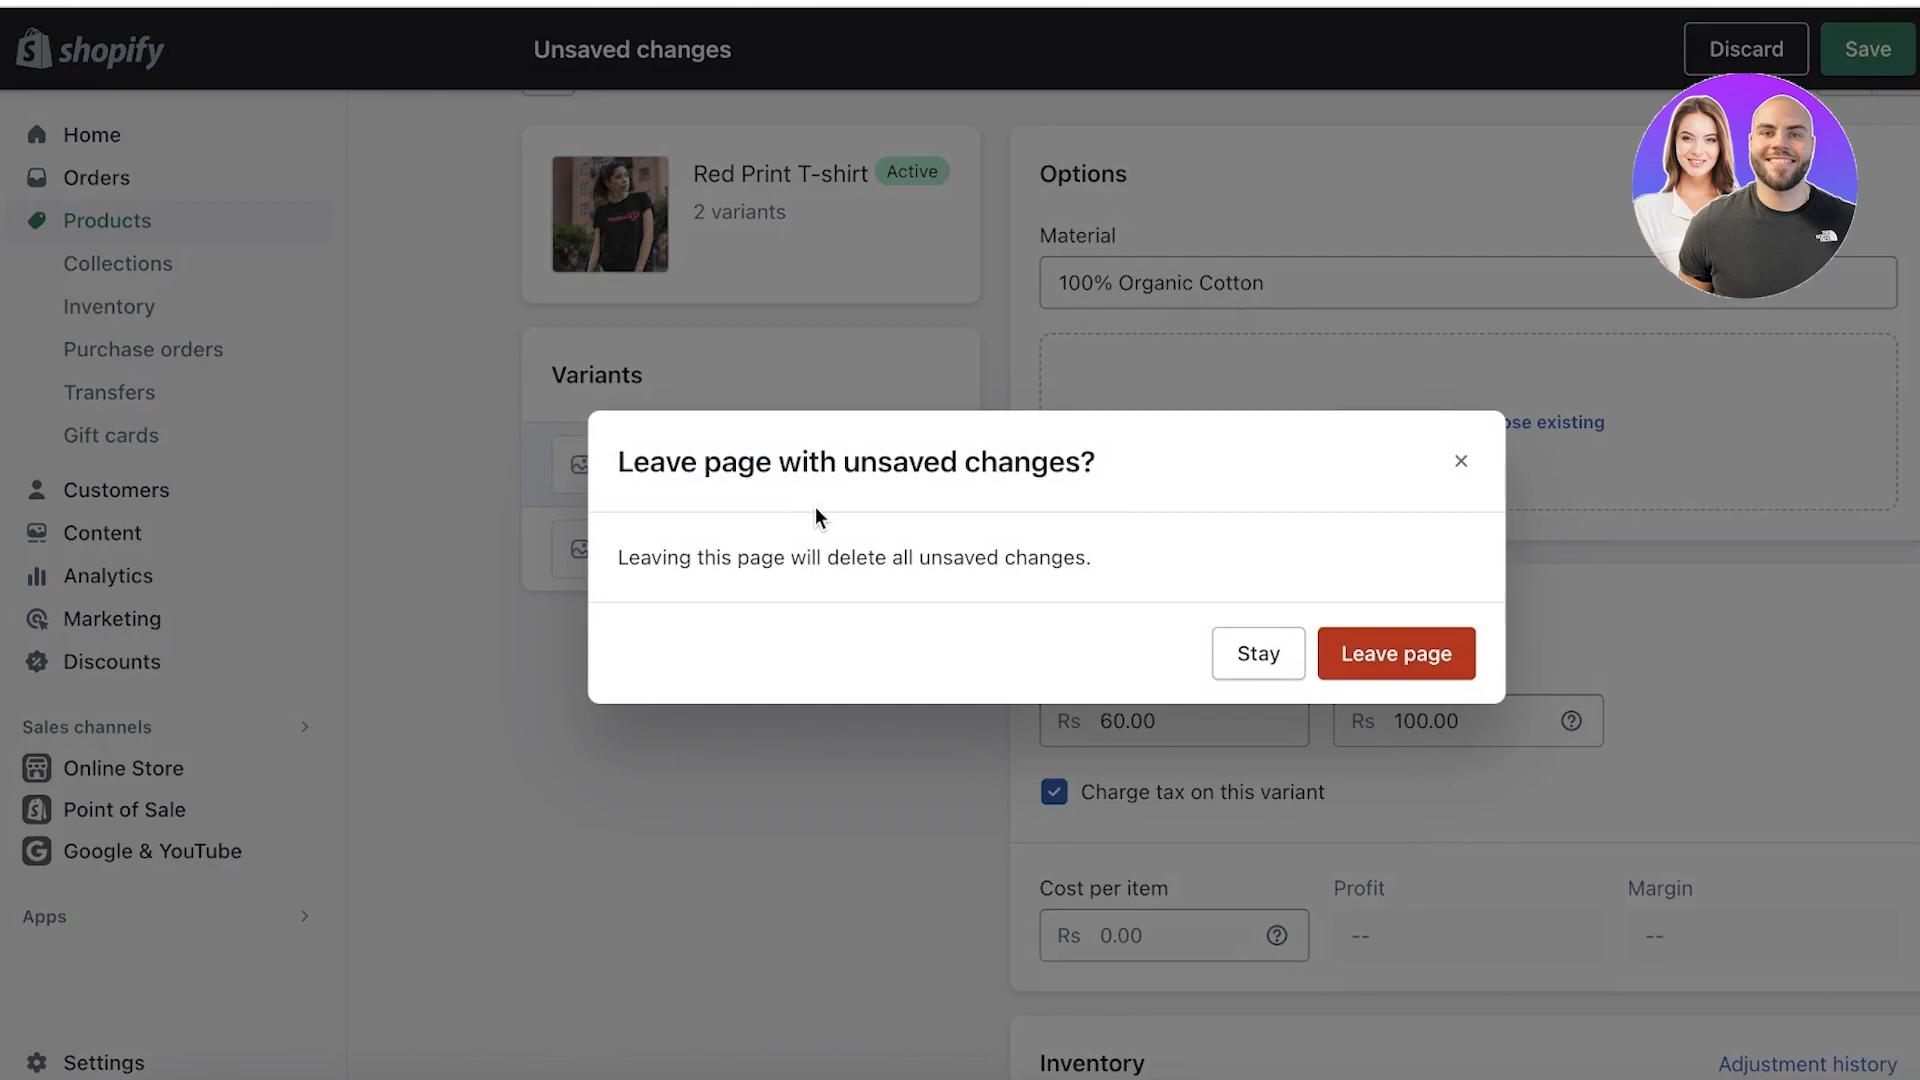 shopify
Unsaved changes
Discard
Save
Home
Orders
Products
Collections
Inventory
Purchase orders
Transfers
Gift cards
Customers
Content
Analytics
Marketing
Discounts
Sales channels
Online Store
Point of Sale
Google & YouTube
Apps
Settings
Red Print T-shirt
Active
2 variants
Variants
Options
Material
100% Organic Cotton
ose existing
Leave page with unsaved changes?
Leaving this page will delete all unsaved changes.
Stay
Leave page
Rs 60.00
Rs 100.00
Charge tax on this variant
Cost per item
Profit
Margin
Rs 0.00
--
--
Inventory
Adjustment history